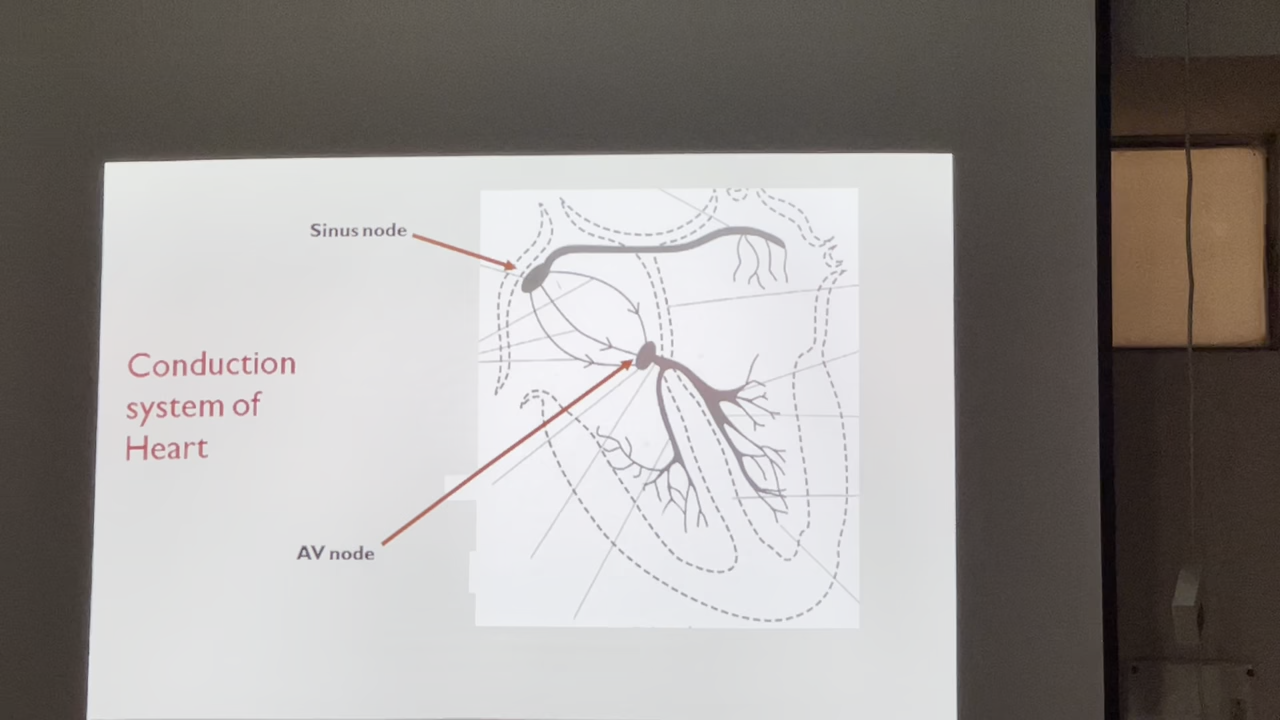 Sinus node
Conduction
system of
Heart
AV node